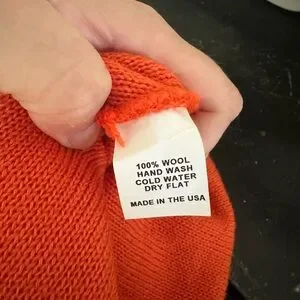 100% WOOL
HAND WASH
COLD WATER
DRY FLAT
MADE IN THE USA